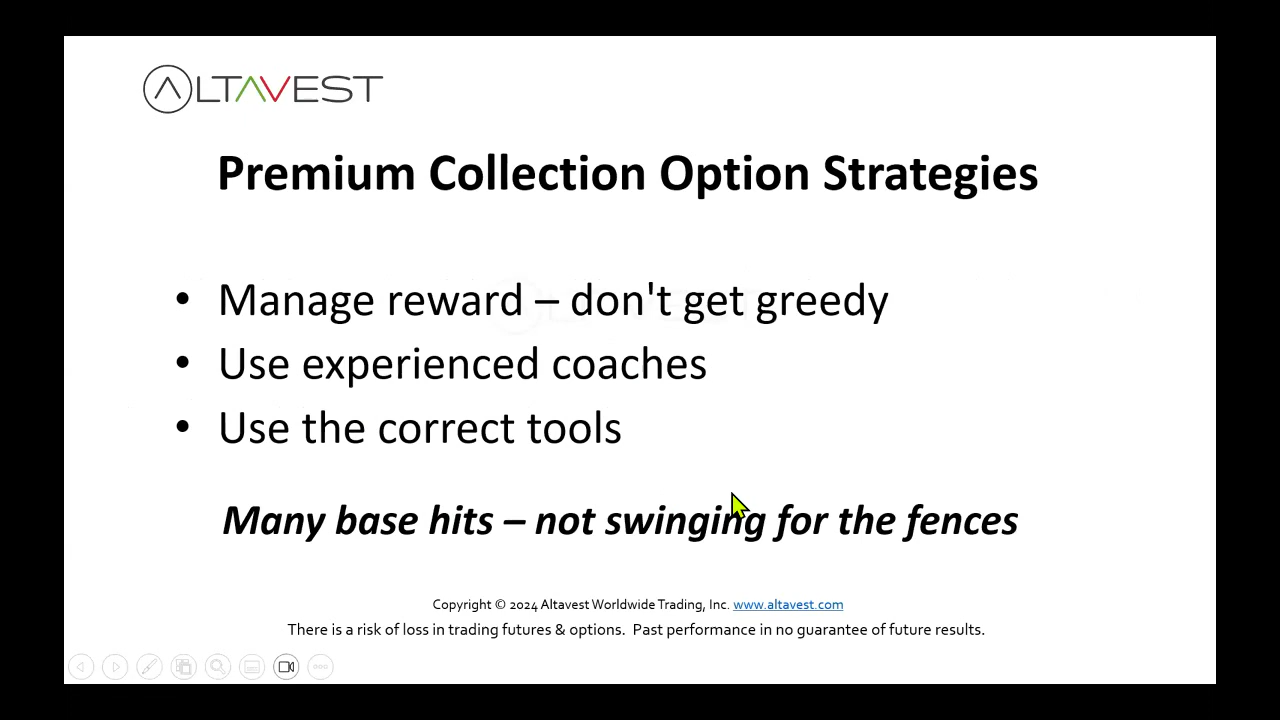 ALTAVEST
Premium Collection Option Strategies
• Manage reward – don't get greedy
• Use experienced coaches
• Use the correct tools
Many base hits – not swinging for the fences
Copyright © 2024 Altavest Worldwide Trading, Inc. www.altavest.com
There is a risk of loss in trading futures & options.  Past performance in no guarantee of future results.